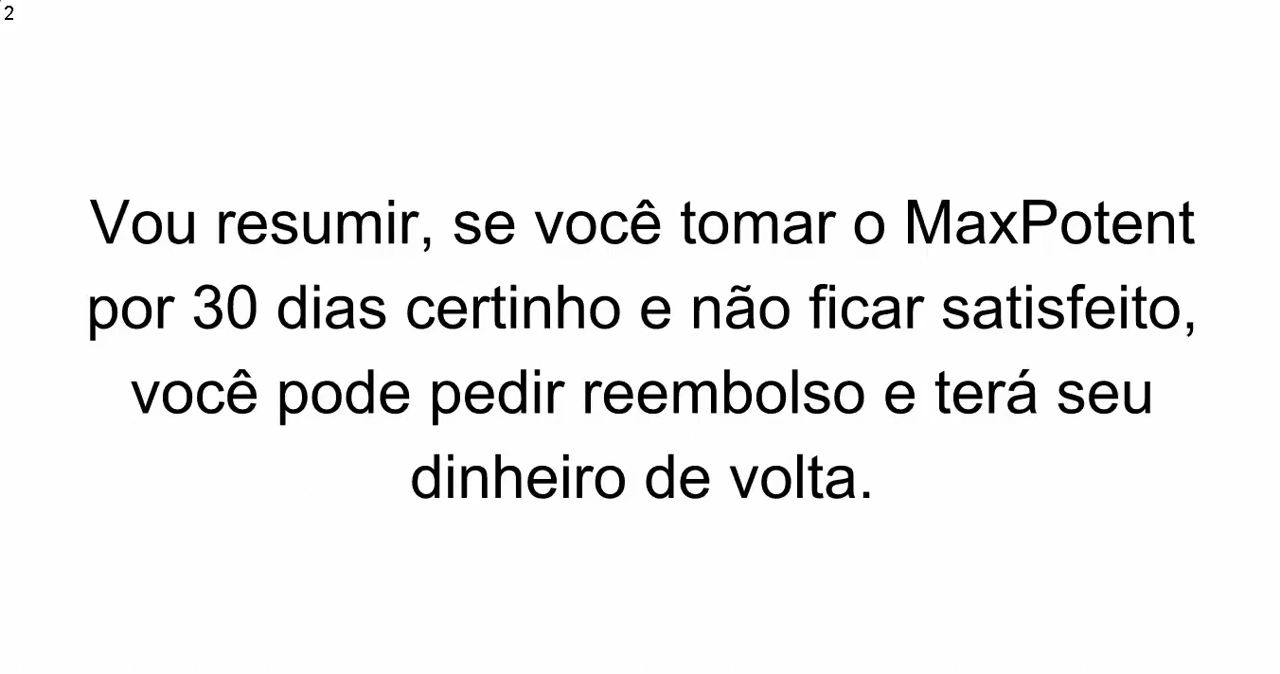 2
Vou resumir, se você tomar o MaxPotent
por 30 dias certinho e não ficar satisfeito,
você pode pedir reembolso e terá seu
dinheiro de volta.